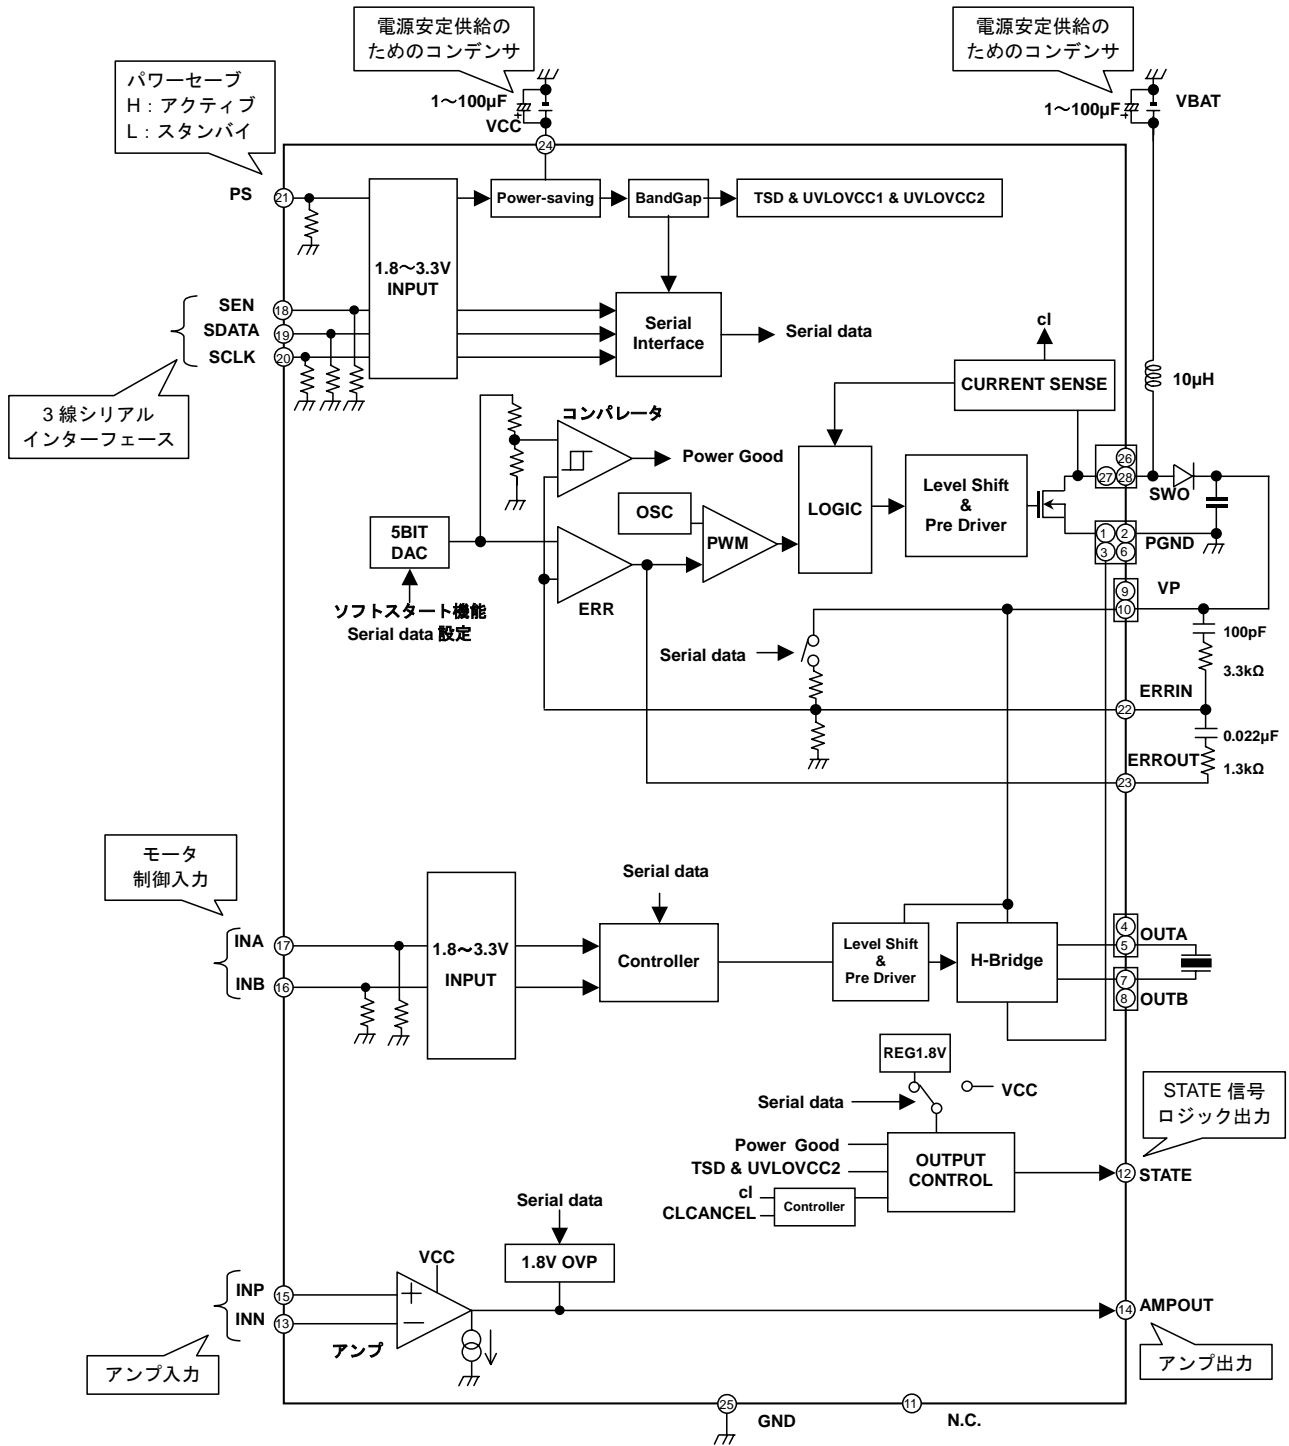 電源安定供給の
ためのコンデンサ
電源安定供給の
ためのコンデンサ
パワーセーブ
H：アクティブ
L：スタンバイ
1～100µF
+
VCC
24
1～100µF
+
VBAT
PS
21
Power-saving
BandGap
TSD & UVLOVCC1 & UVLOVCC2
1.8～3.3V
INPUT
SEN
18
SDATA
19
SCLK
20
Serial
Interface
Serial data
cl
CURRENT SENSE
10µH
3 線シリアル
インターフェース
コンパレータ
Power Good
26
27
28
SWO
OSC
PWM
LOGIC
Level Shift
&
Pre Driver
5BIT
DAC
ERR
1
2
3
6
PGND
ソフトスタート機能
Serial data 設定
9
VP
10
100pF
3.3kΩ
Serial data
ERRIN
22
0.022µF
ERROUT
1.3kΩ
23
モータ
制御入力
Serial data
INA
17
INB
16
1.8～3.3V
INPUT
Controller
Level Shift
&
Pre Driver
H-Bridge
4
OUTA
5
7
8
OUTB
REG1.8V
VCC
Serial data
STATE 信号
ロジック出力
Power Good
TSD & UVLOVCC2
cl
CLCANCEL
Controller
OUTPUT
CONTROL
12
STATE
Serial data
1.8V OVP
VCC
INP
15
INN
13
+
－
アンプ
14
AMPOUT
アンプ入力
アンプ出力
25
GND
11
N.C.